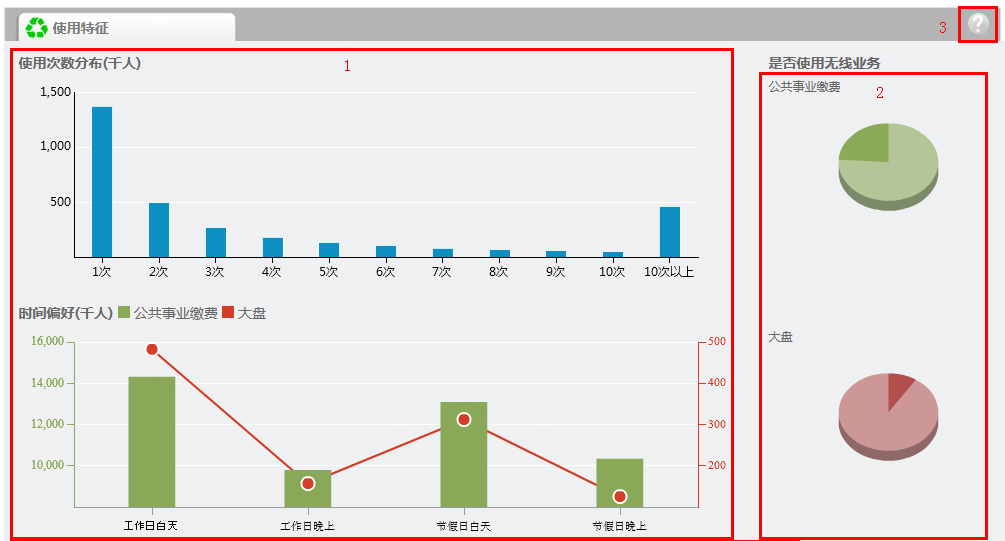 使用特征
3
?
使用次数分布(千人)
1
1,500
1,000
500
1次 2次 3次 4次 5次 6次 7次 8次 9次 10次 10次以上
时间偏好(千人) 公共事业缴费 大盘
16,000
14,000
12,000
10,000
500
400
300
200
工作日白天 工作日晚上 节假日白天 节假日晚上
是否使用无线业务
公共事业缴费
2
大盘